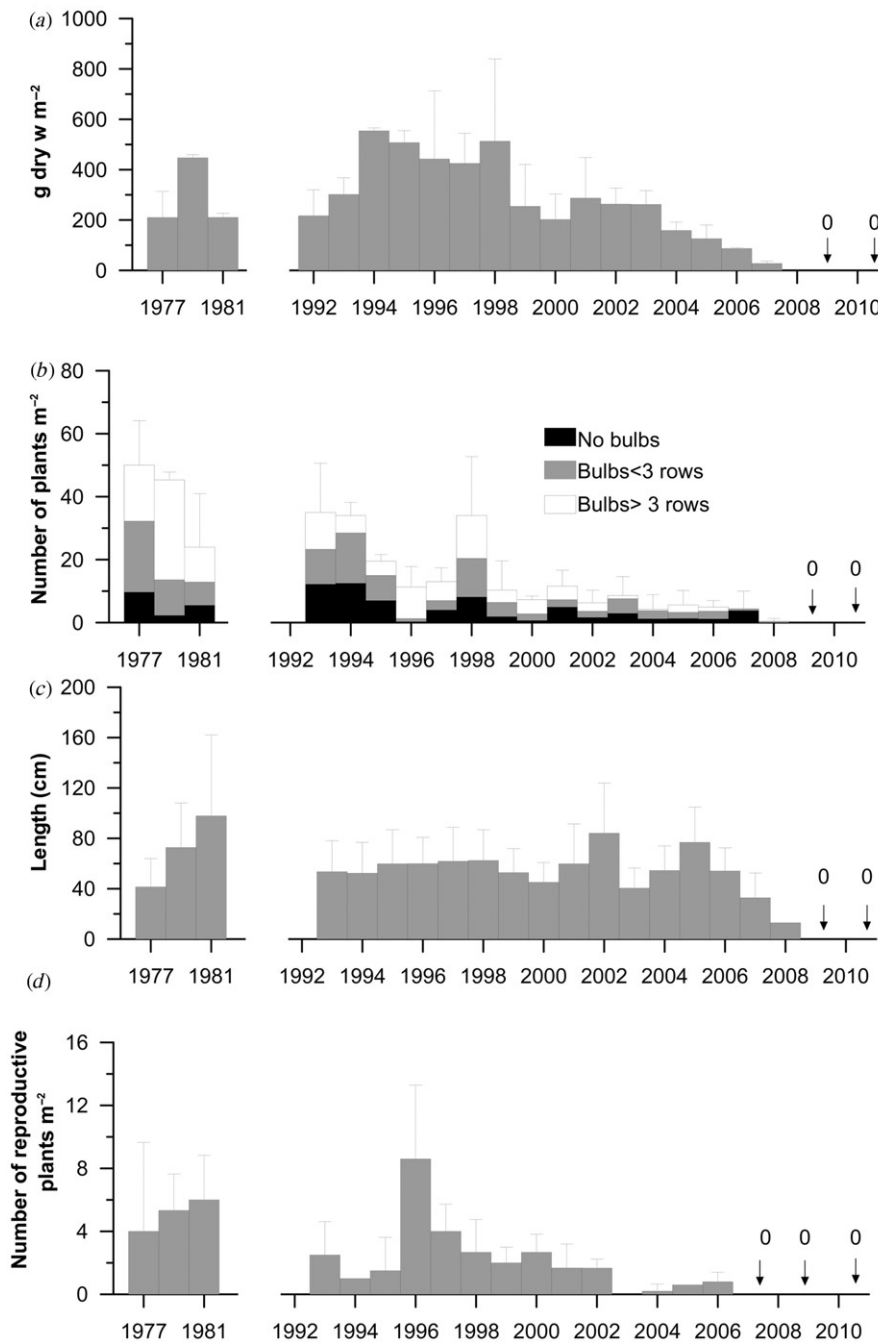 (a)
1000
800
600
400
200
0
g dry w m⁻²
0 0
1977 1981 1992 1994 1996 1998 2000 2002 2004 2006 2008 2010
(b)
80
60
40
20
0
Number of plants m⁻²
No bulbs
Bulbs<3 rows
Bulbs> 3 rows
0 0
1977 1981 1992 1994 1996 1998 2000 2002 2004 2006 2008 2010
(c)
200
160
120
80
40
0
Length (cm)
0 0
1977 1981 1992 1994 1996 1998 2000 2002 2004 2006 2008 2010
(d)
16
12
8
4
0
Number of reproductive
plants m⁻²
0 0 0
1977 1981 1992 1994 1996 1998 2000 2002 2004 2006 2008 2010